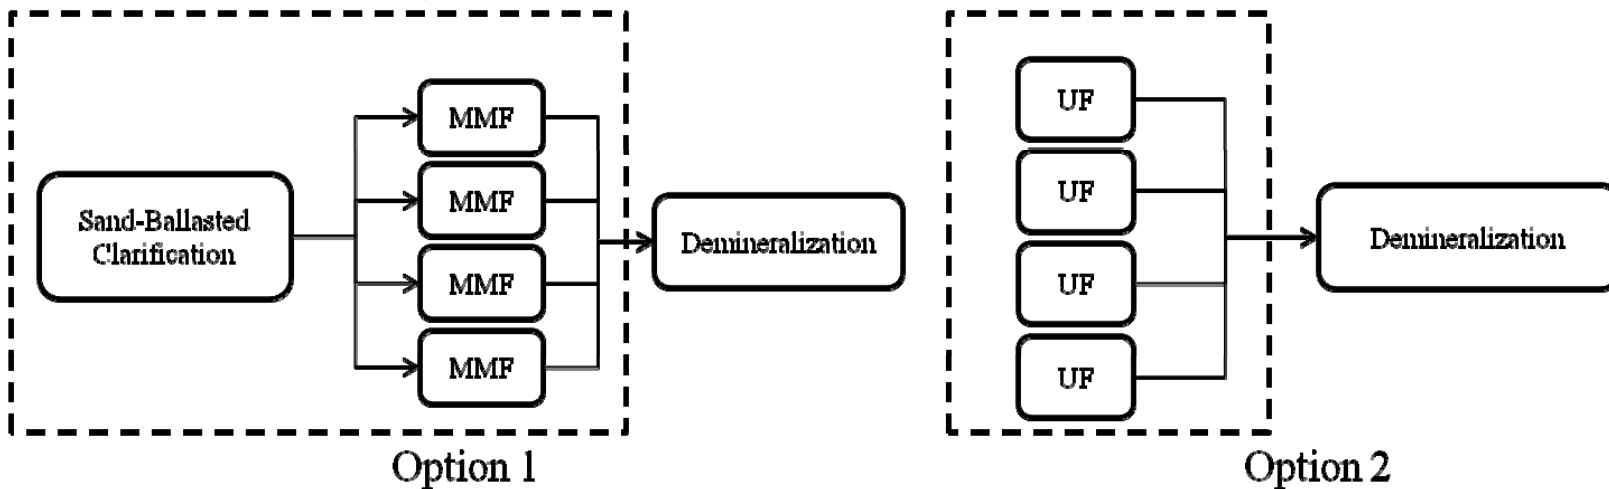 MMF
MMF
Sand-Ballasted
Clarification
MMF
MMF
Demineralization
Option 1
UF
UF
UF
UF
Demineralization
Option 2